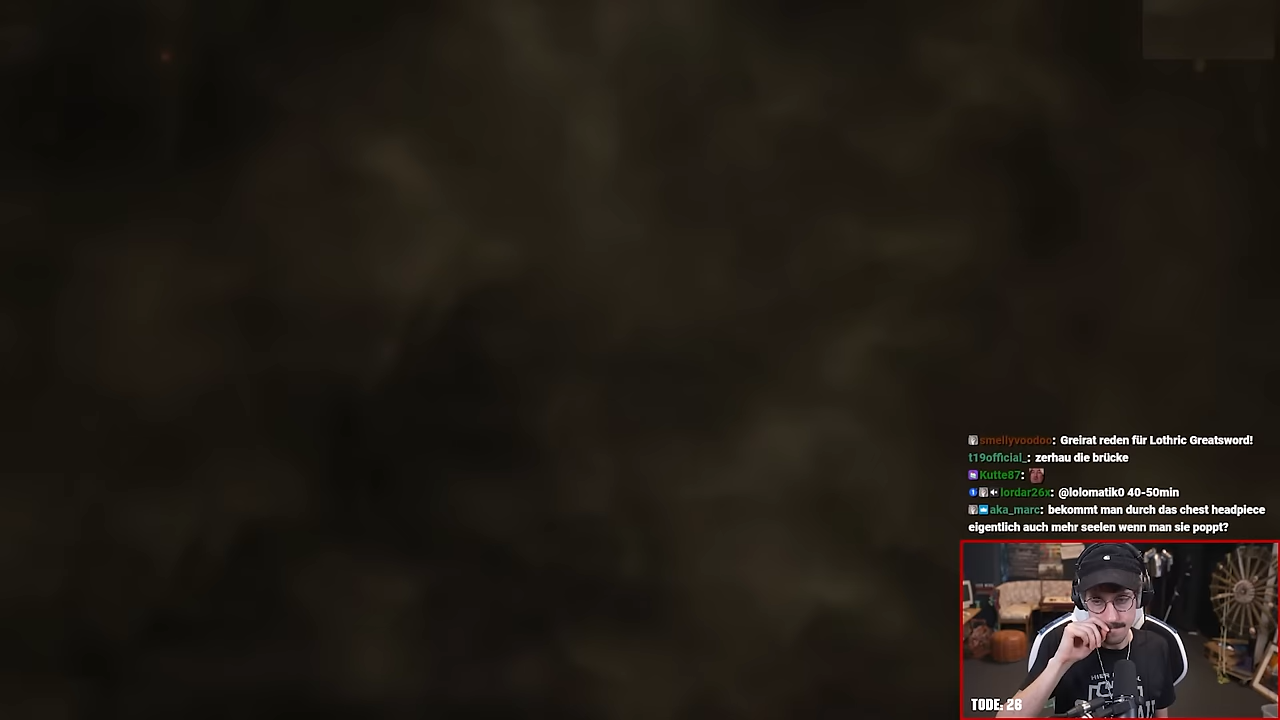 smellyvoodoo: Greirat reden für Lothric Greatsword!
t19official_: zerhau die brücke
Kutte87:
lordar26x: @lolomatik0 40-50min
aka_marc: bekommt man durch das chest headpiece
eigentlich auch mehr seelen wenn man sie poppt?
TODE: 26